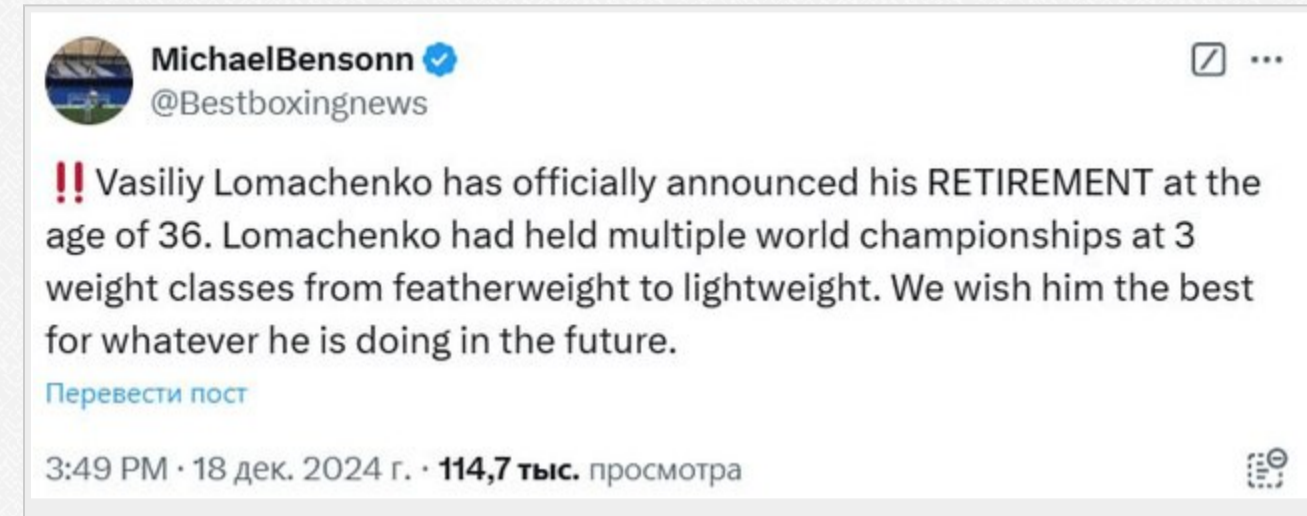 MichaelBensonn
@Bestboxingnews
‼️Vasiliy Lomachenko has officially announced his RETIREMENT at the
age of 36. Lomachenko had held multiple world championships at 3
weight classes from featherweight to lightweight. We wish him the best
for whatever he is doing in the future.
Перевести пост
3:49 PM · 18 дек. 2024 г. · 114,7 тыс. просмотра